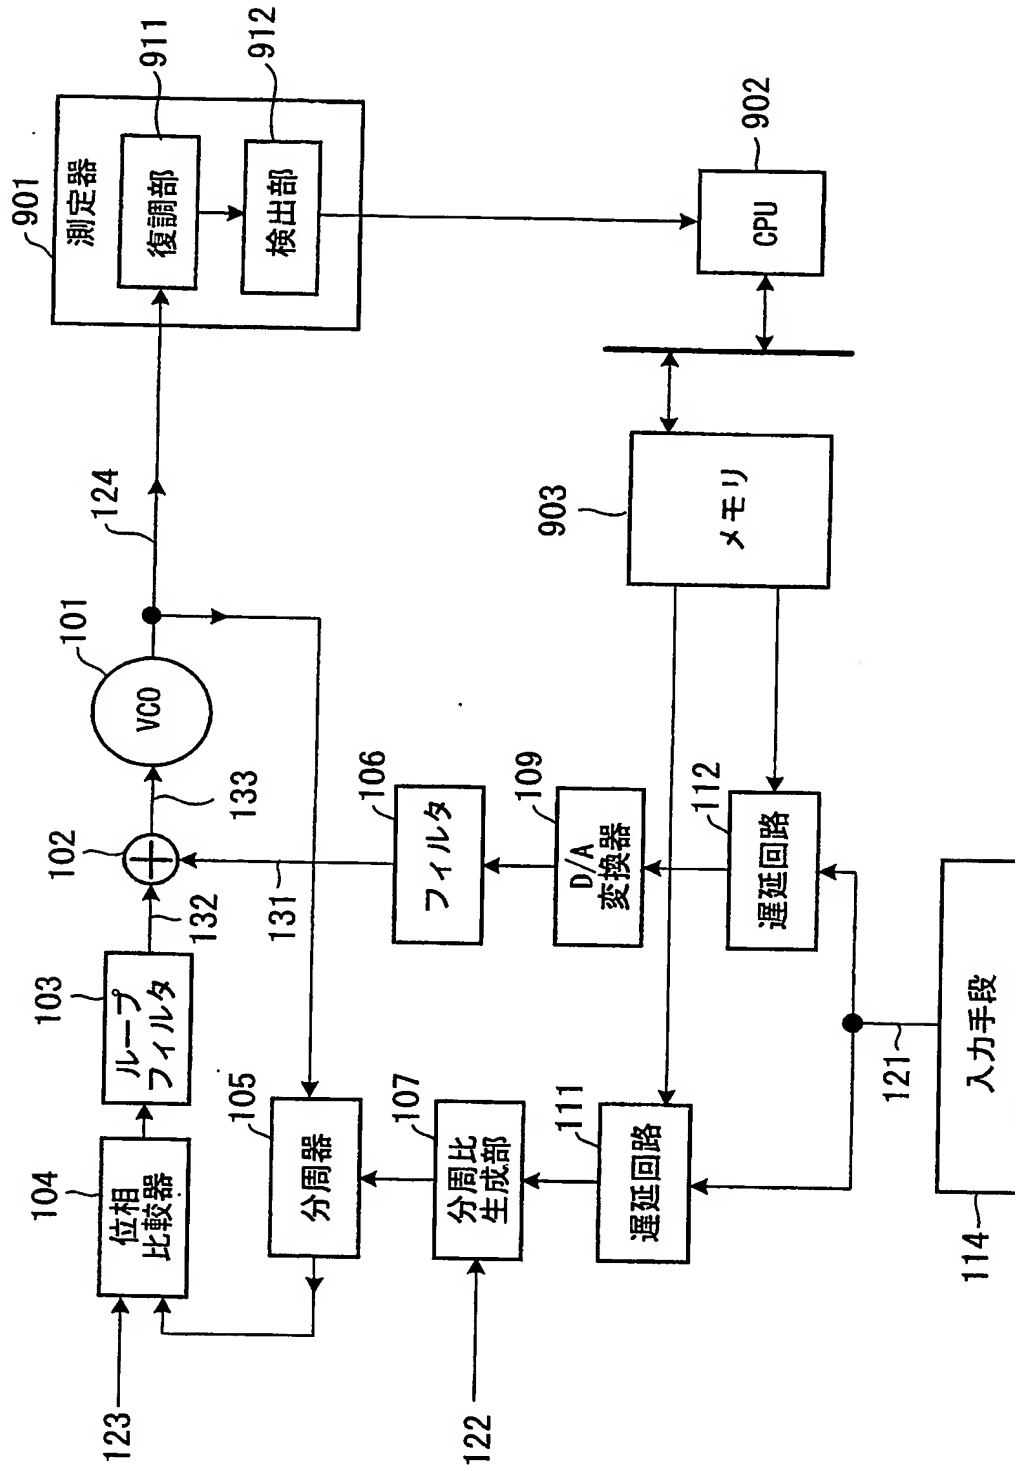 901
測定器
911
復調部
912
検出部
124
101
VCO
102
133
132
103
ループ
フィルタ
104
位相
比較器
123
131
105
分周器
106
フィルタ
107
分周比
生成部
122
109
D/A
変換器
111
遅延回路
112
遅延回路
902
CPU
903
メモリ
121
入力手段
114